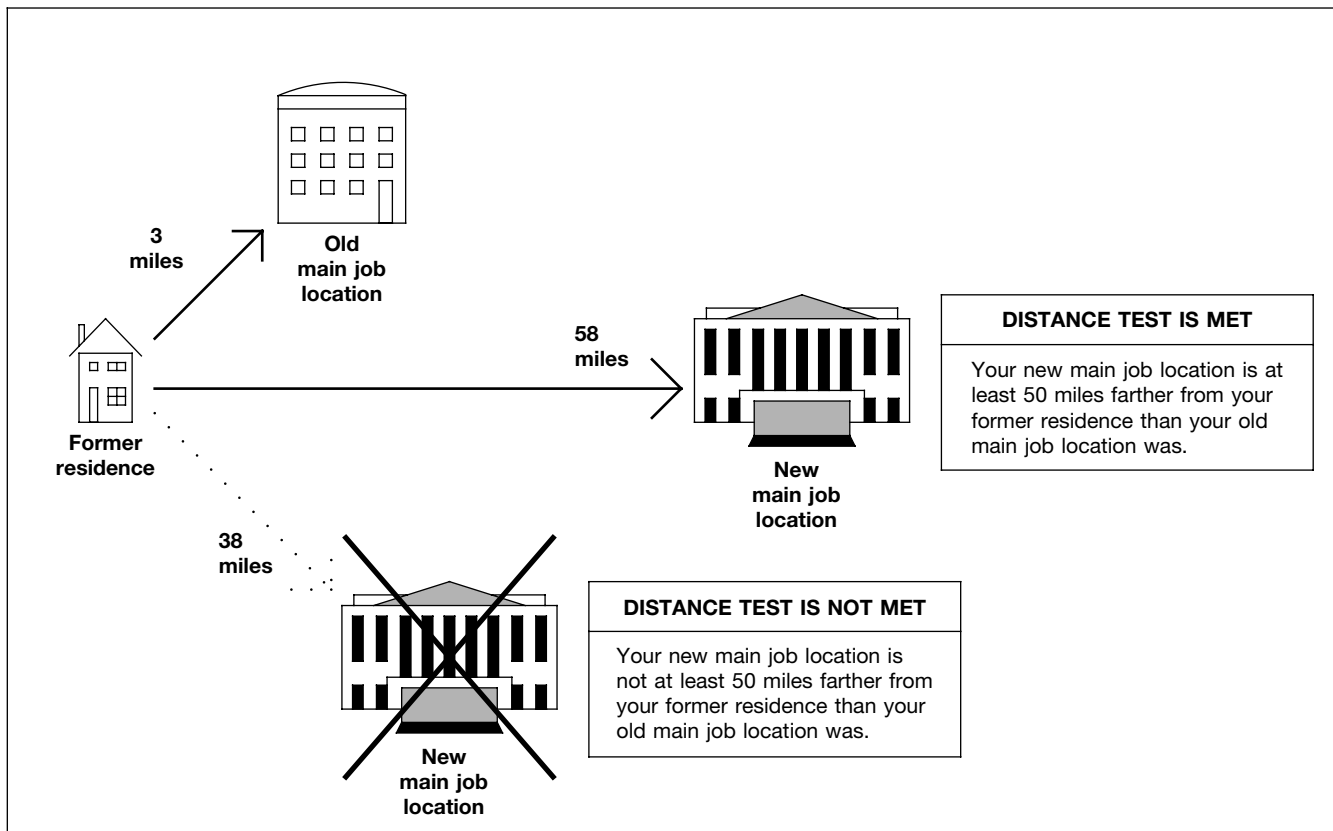 3
miles
Old
main job
location
Former
residence
58
miles
New
main job
location
DISTANCE TEST IS MET
Your new main job location is at
least 50 miles farther from your
former residence than your old
main job location was.
38
miles
New
main job
location
DISTANCE TEST IS NOT MET
Your new main job location is
not at least 50 miles farther from
your former residence than your
old main job location was.